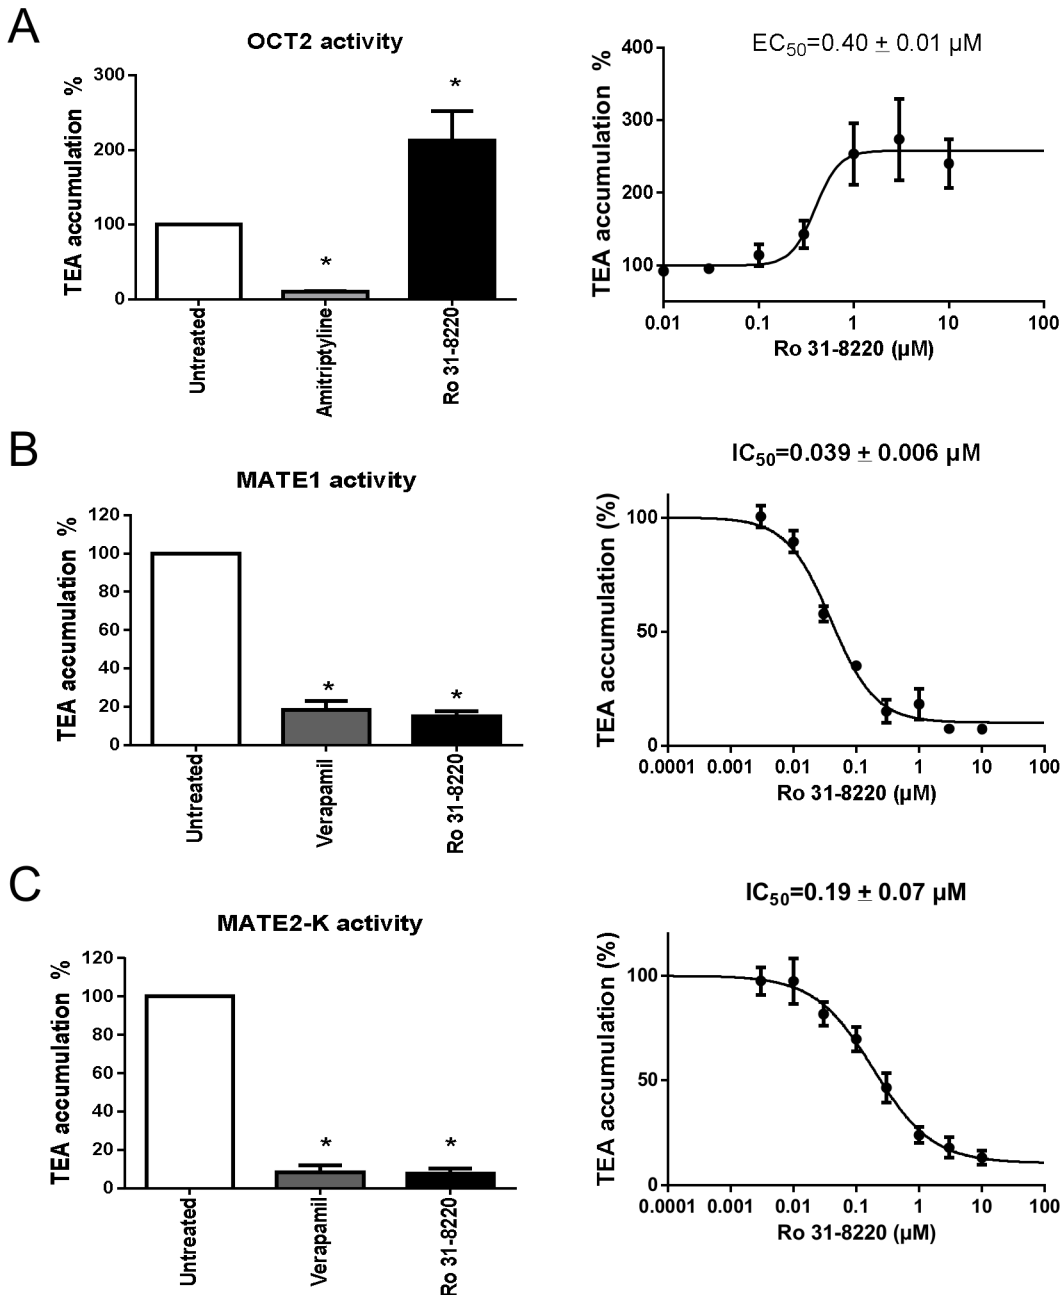 A
OCT2 activity
TEA accumulation %
300
200
100
0
*
*
Untreated
Amitriptyline
Ro 31-8220
EC50=0.40 ± 0.01 µM
TEA accumulation %
400
300
200
100
0.01 0.1 1 10 100
Ro 31-8220 (µM)
B
MATE1 activity
TEA accumulation %
120
100
80
60
40
20
0
*
*
Untreated
Verapamil
Ro 31-8220
IC50=0.039 ± 0.006 µM
TEA accumulation (%)
100
50
0
0.0001 0.001 0.01 0.1 1 10 100
Ro 31-8220 (µM)
C
MATE2-K activity
TEA accumulation %
120
100
80
60
40
20
0
*
*
Untreated
Verapamil
Ro 31-8220
IC50=0.19 ± 0.07 µM
TEA accumulation (%)
100
50
0
0.0001 0.001 0.01 0.1 1 10 100
Ro 31-8220 (µM)